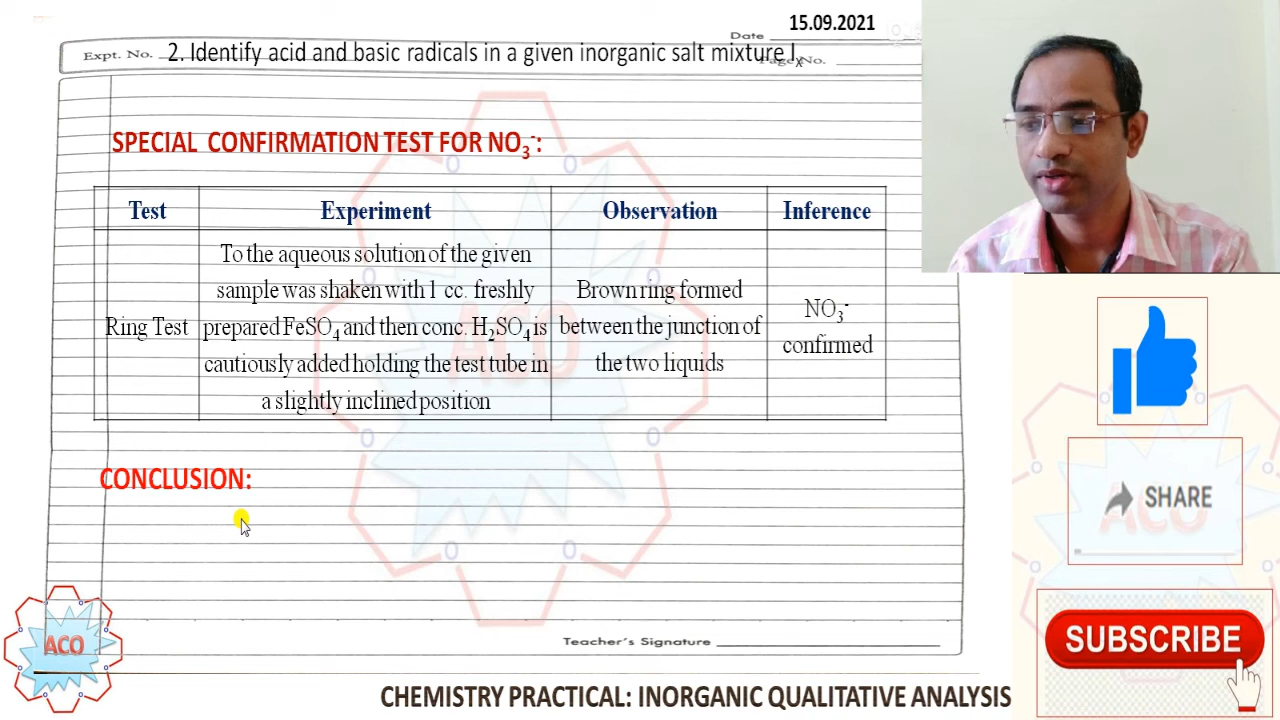 15.09.2021
Date
Expt. No. 2. Identify acid and basic radicals in a given inorganic salt mixture I.
Page No.
SPECIAL CONFIRMATION TEST FOR NO₃⁻:
Test Experiment Observation Inference
Ring Test
To the aqueous solution of the given
sample was shaken with 1 cc. freshly
prepared FeSO₄ and then conc. H₂SO₄ is
cautiously added holding the test tube in
a slightly inclined position
Brown ring formed
between the junction of
the two liquids
NO₃⁻
confirmed
CONCLUSION:
ACO
ACO
Teacher's Signature
CHEMISTRY PRACTICAL: INORGANIC QUALITATIVE ANALYSIS
SHARE
SUBSCRIBE